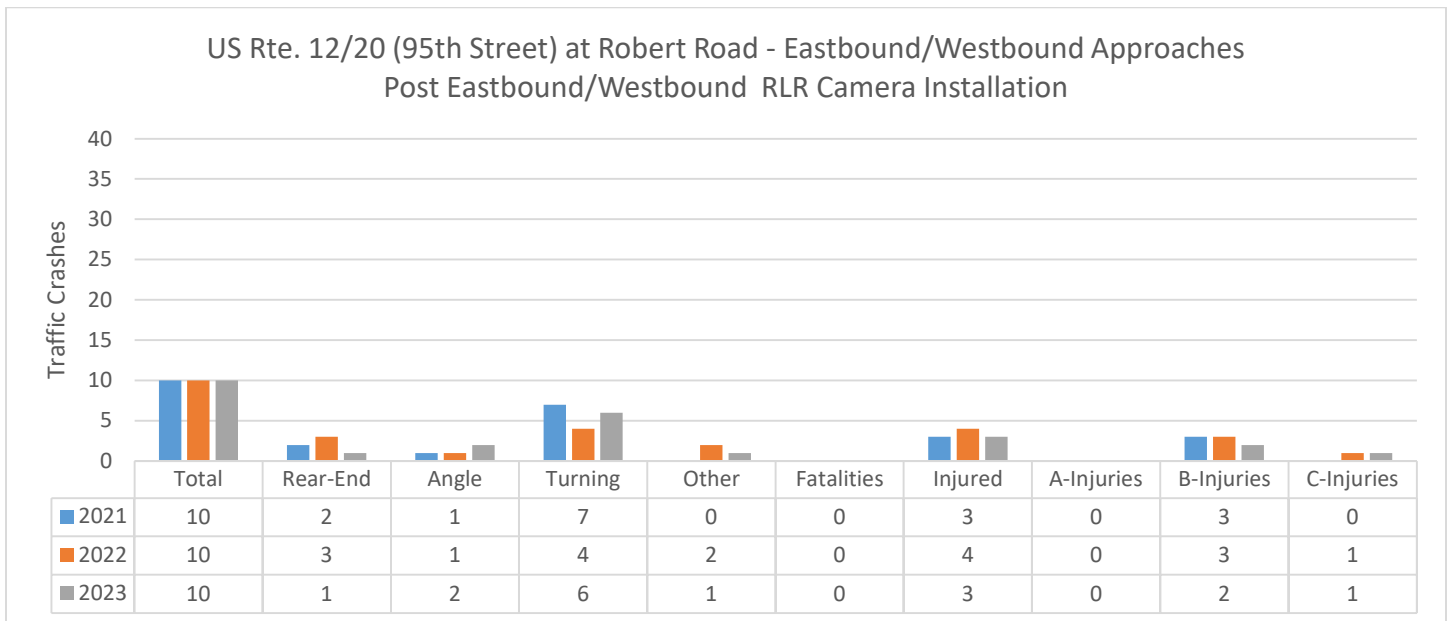 US Rte. 12/20 (95th Street) at Robert Road - Eastbound/Westbound Approaches
Post Eastbound/Westbound RLR Camera Installation
Traffic Crashes
40
35
30
25
20
15
10
5
0
Total Rear-End Angle Turning Other Fatalities Injured A-Injuries B-Injuries C-Injuries
2021 10 2 1 7 0 0 3 0 3 0
2022 10 3 1 4 2 0 4 0 3 1
2023 10 1 2 6 1 0 3 0 2 1